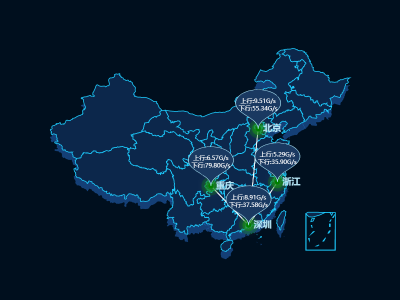 上行:9.51G/s
下行:55.34G/s
北京
上行:5.29G/s
下行:35.90G/s
浙江
上行:6.57G/s
下行:79.80G/s
重庆
上行:8.91G/s
下行:37.58G/s
深圳